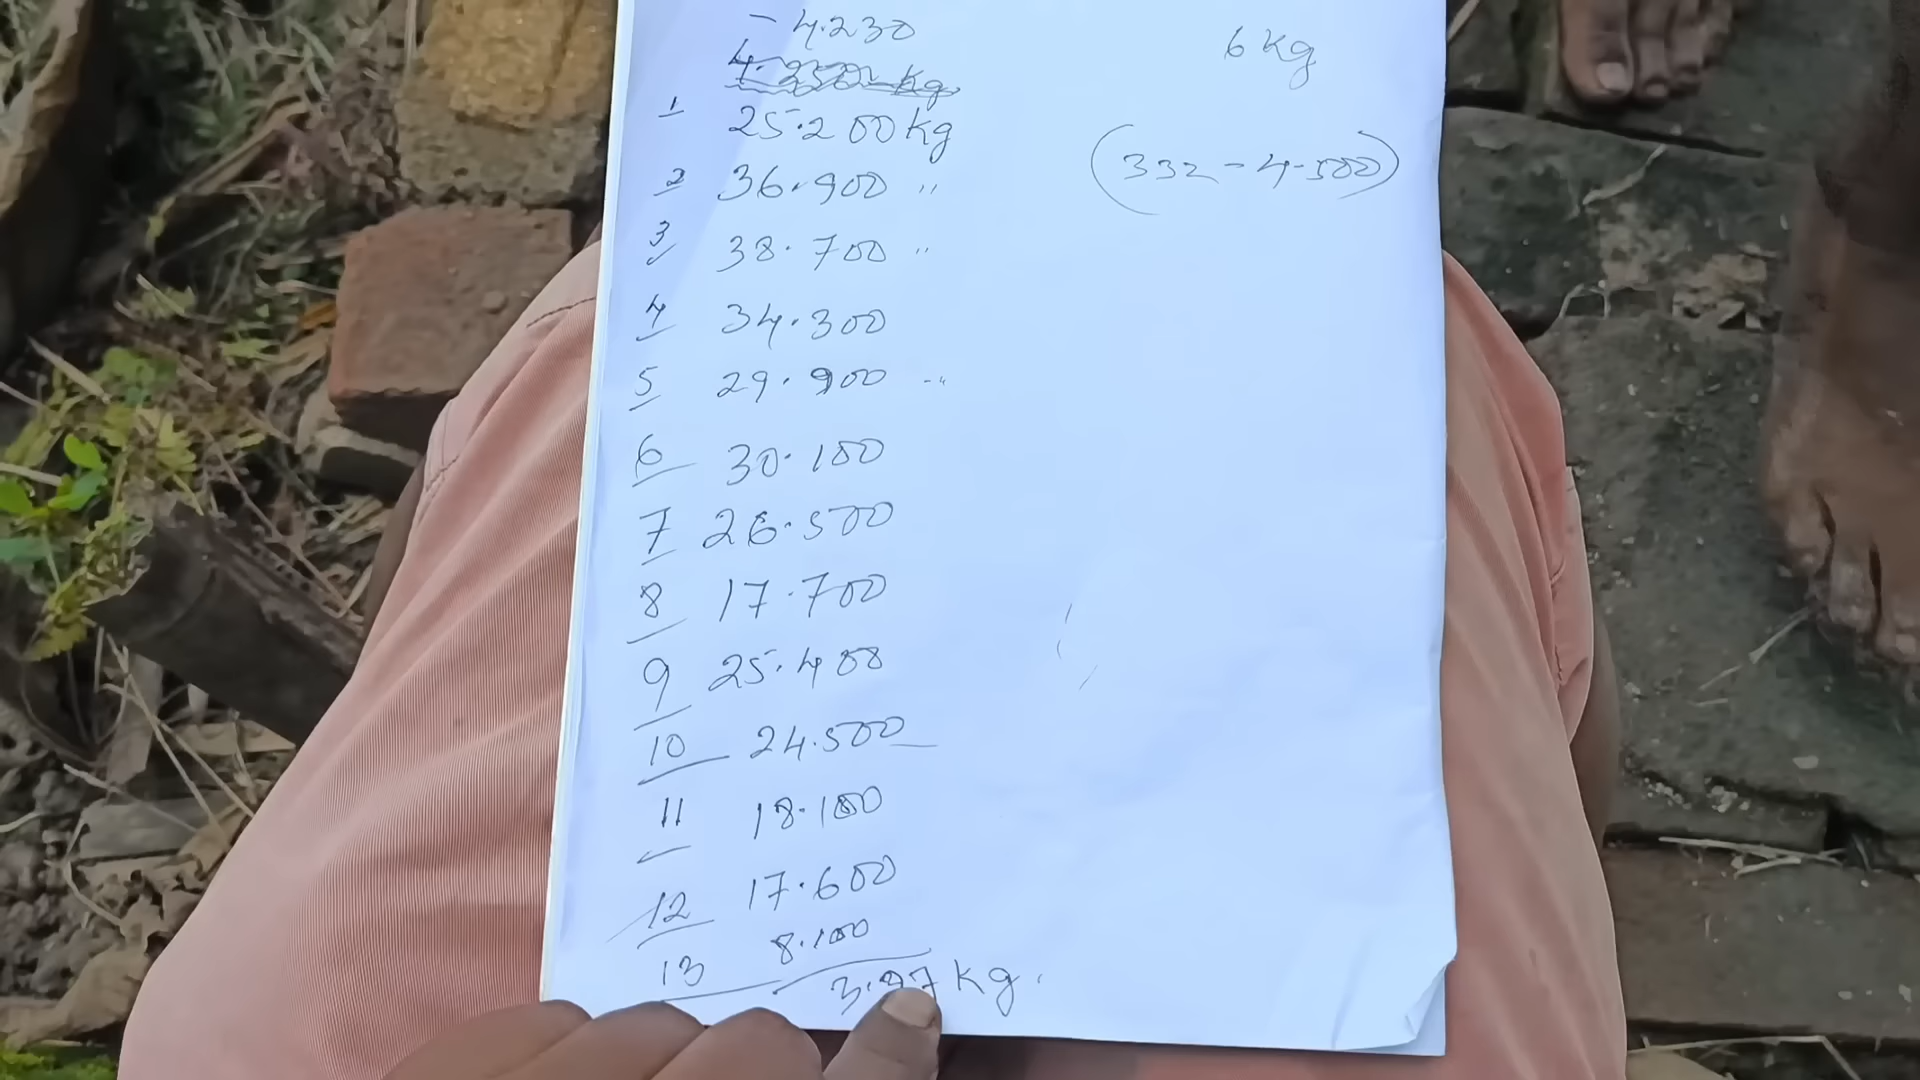 - 4.230
6 kg
1 25.200 kg
(332 - 4.500)
2 36.900 "
3 38.700 "
4 34.300
5 29.900 "
6 30.100
7 26.500
8 17.700
9 25.400
10 24.500
11 18.100
12 17.600
13 8.100
kg.